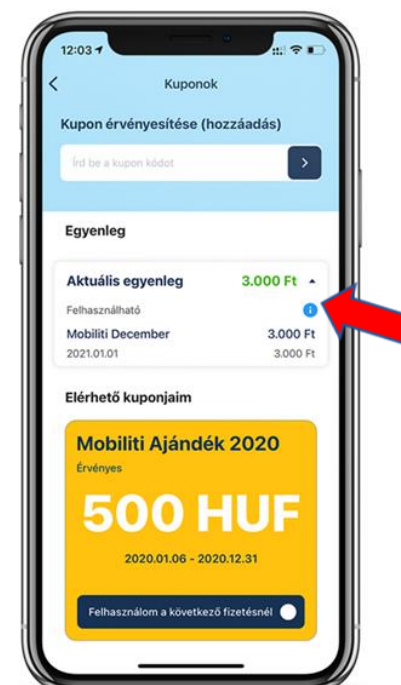 12:03
Kuponok
Kupon érvényesítése (hozzáadás)
Írd be a kupon kódot
Egyenleg
Aktuális egyenleg 3.000 Ft
Felhasználható
Mobiliti December 3.000 Ft
2021.01.01 3.000 Ft
Elérhető kuponjaim
Mobiliti Ajándék 2020
Érvényes
500 HUF
2020.01.06 - 2020.12.31
Felhasználom a következő fizetésnél